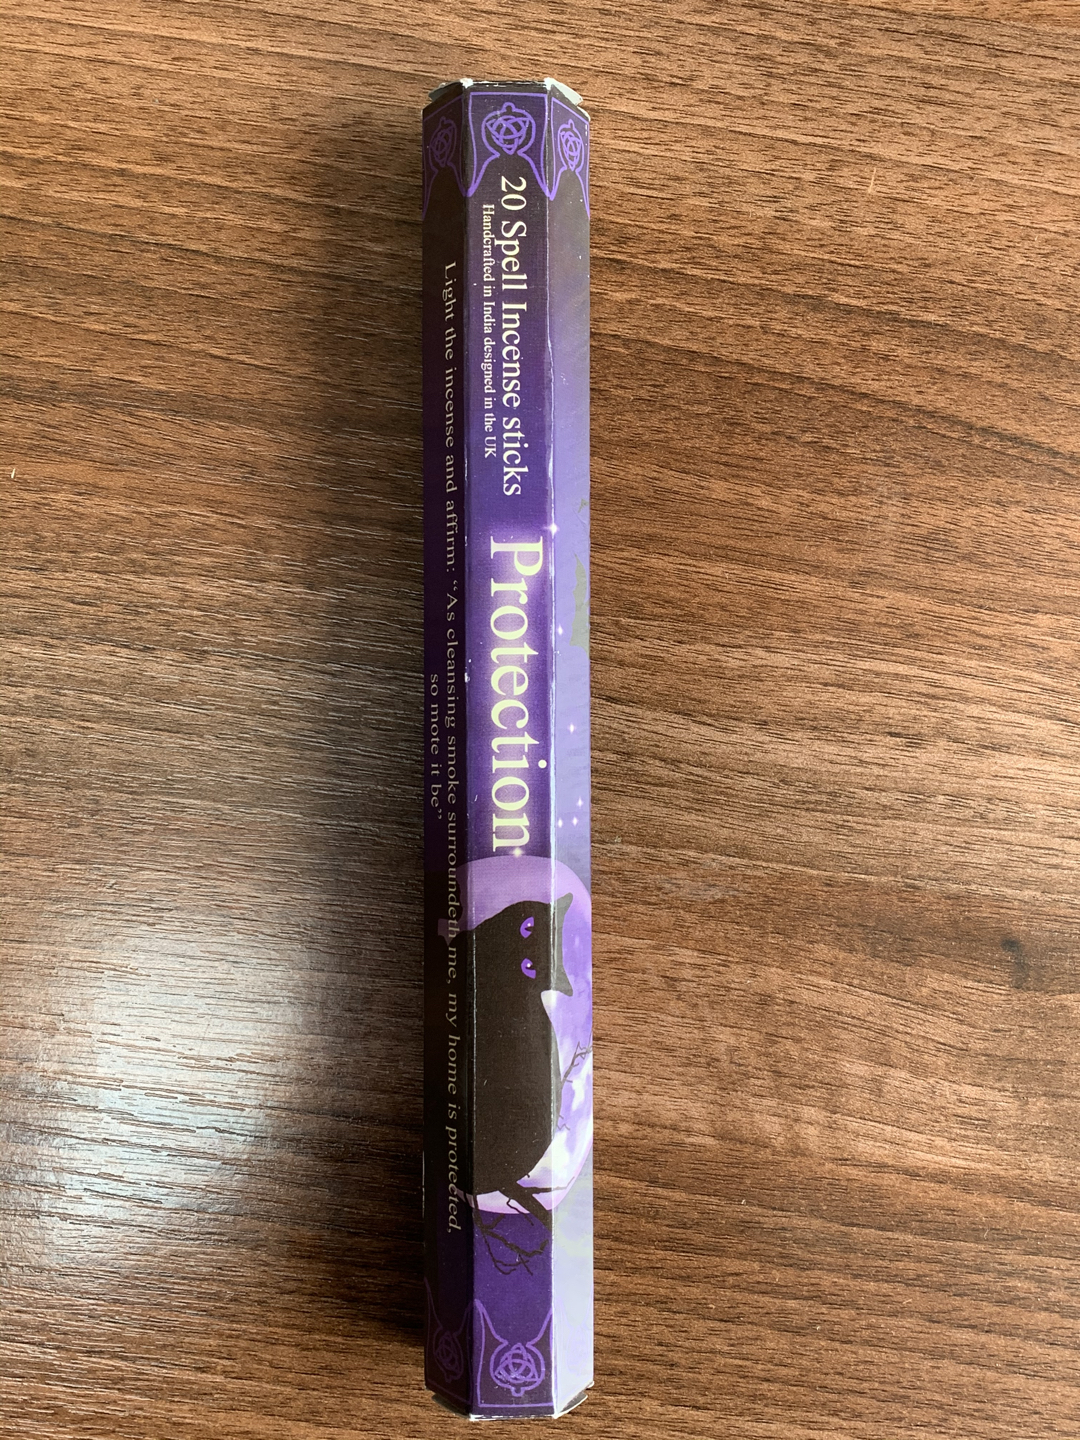 20 Spell Incense sticks
Handcrafted in India designed in the UK
Protection
Light the incense and affirm: “As cleansing smoke surroundeth me, my home is protected,
so mote it be”